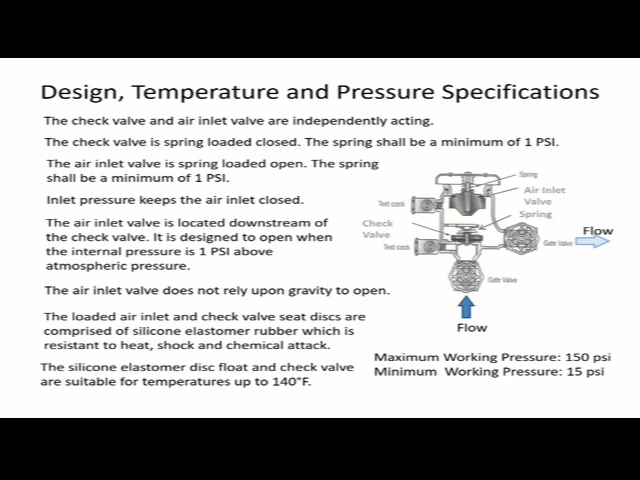 Design, Temperature and Pressure Specifications
The check valve and air inlet valve are independently acting.
The check valve is spring loaded closed. The spring shall be a minimum of 1 PSI.
The air inlet valve is spring loaded open. The spring
shall be a minimum of 1 PSI.
Inlet pressure keeps the air inlet closed.
The air inlet valve is located downstream of
the check valve. It is designed to open when
the internal pressure is 1 PSI above
atmospheric pressure.
The air inlet valve does not rely upon gravity to open.
The loaded air inlet and check valve seat discs are
comprised of silicone elastomer rubber which is
resistant to heat, shock and chemical attack.
The silicone elastomer disc float and check valve
are suitable for temperatures up to 140°F.
Spring
Air Inlet
Valve
Test cock
Spring
Check
Valve
Flow
Test cock
Gate Valve
Gate Valve
Flow
Maximum Working Pressure: 150 psi
Minimum Working Pressure: 15 psi